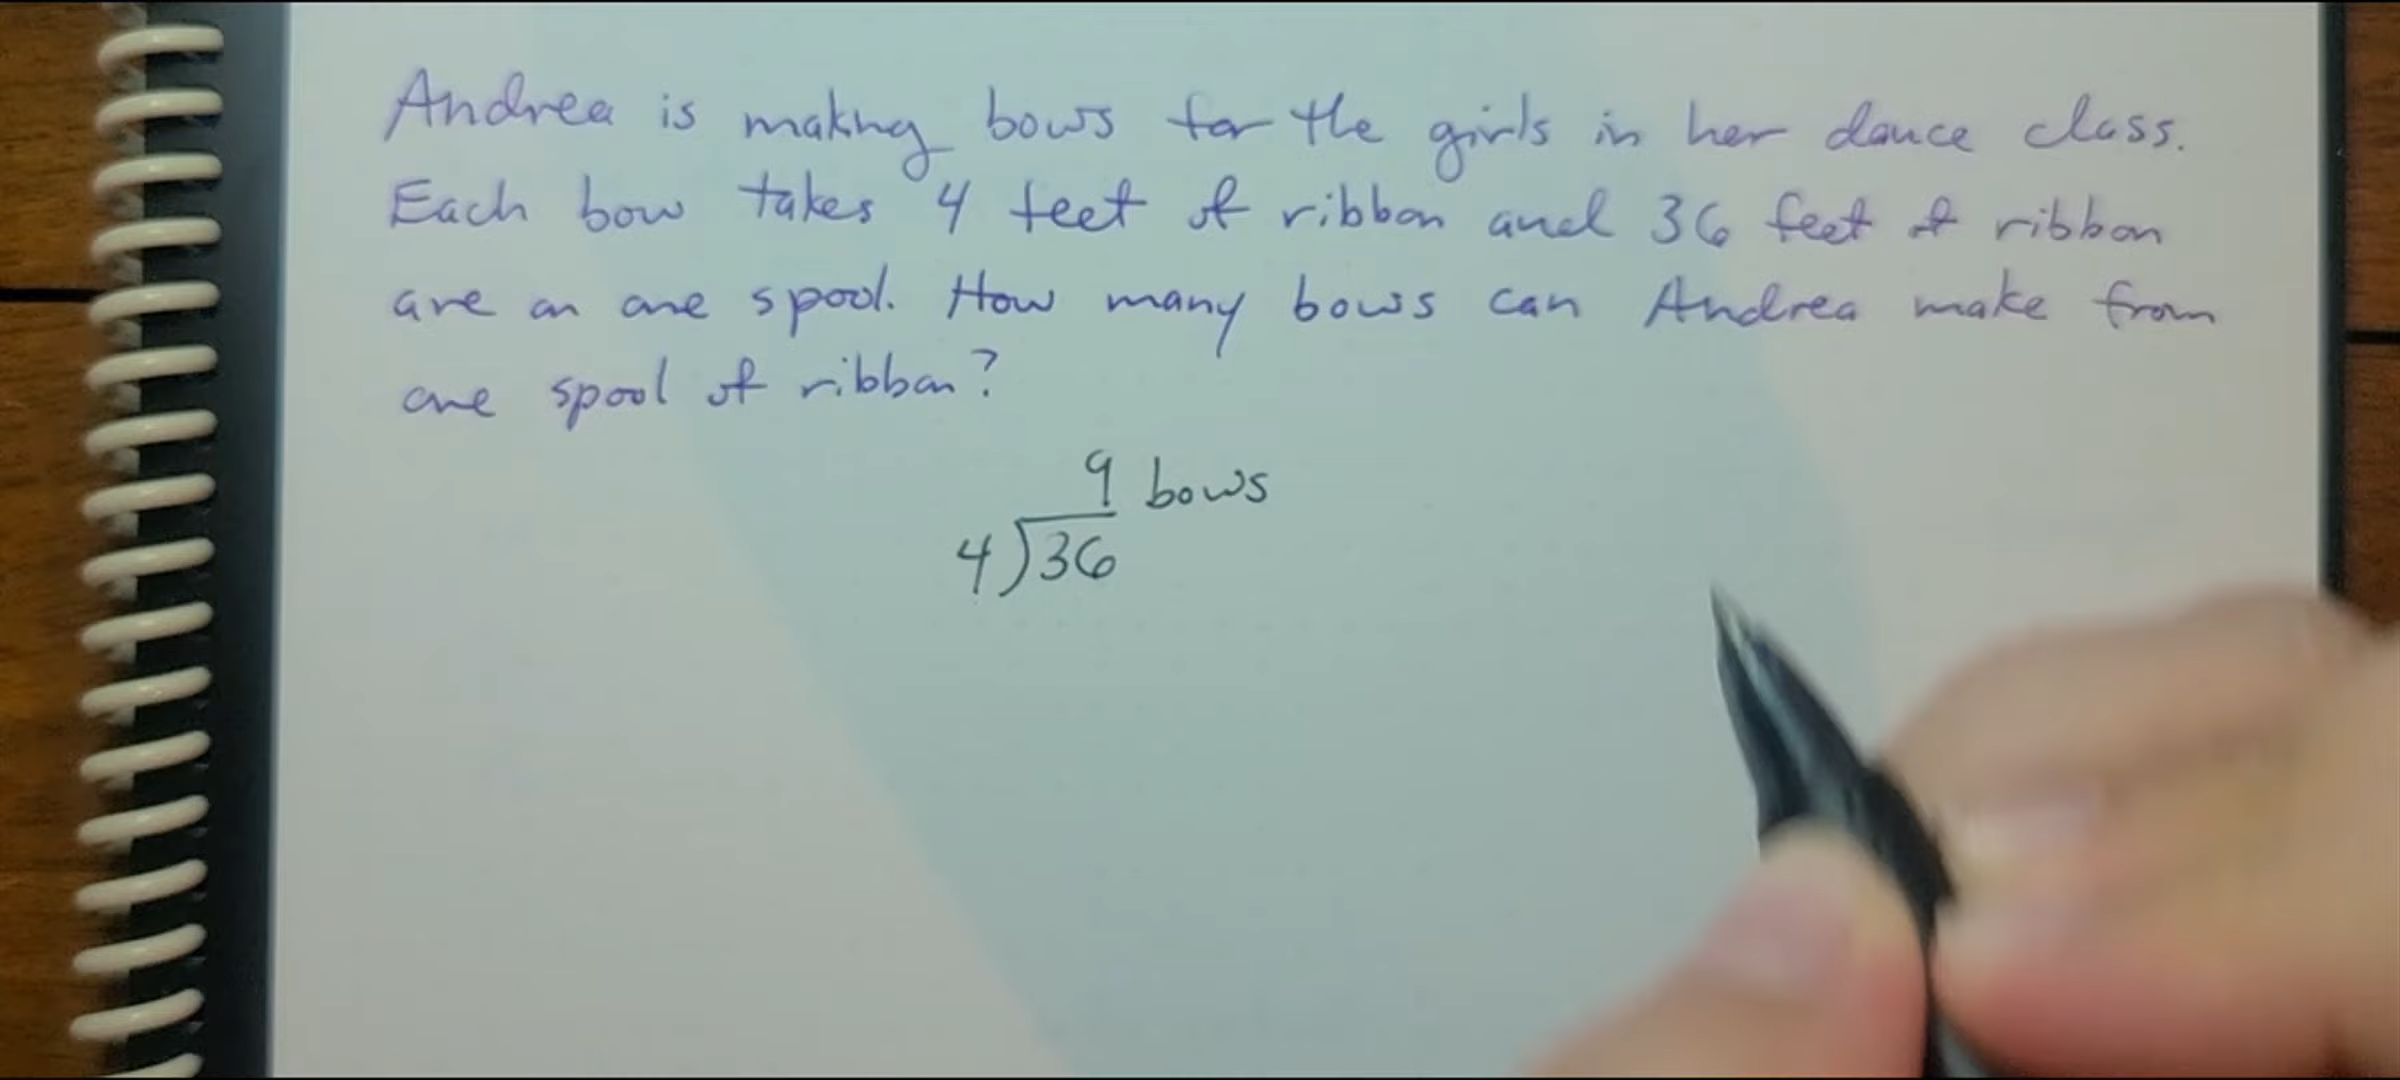 Andrea is making bows for the girls in her dance class.
Each bow takes 4 feet of ribbon and 36 feet of ribbon
are on one spool. How many bows can Andrea make from
one spool of ribbon?
9 bows
4)36